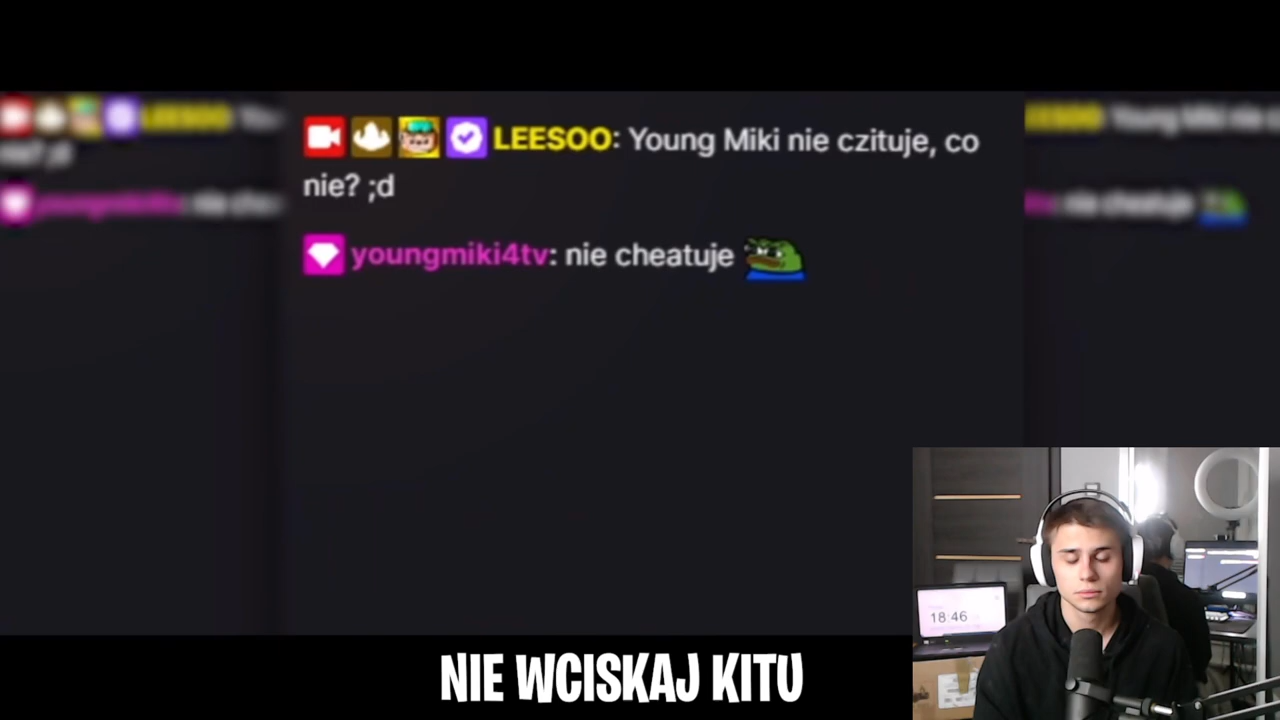 LEESOO: Young Miki nie czituje, co
nie? ;d
youngmiki4tv: nie cheatuje
18:46
NIE WCISKAJ KITU